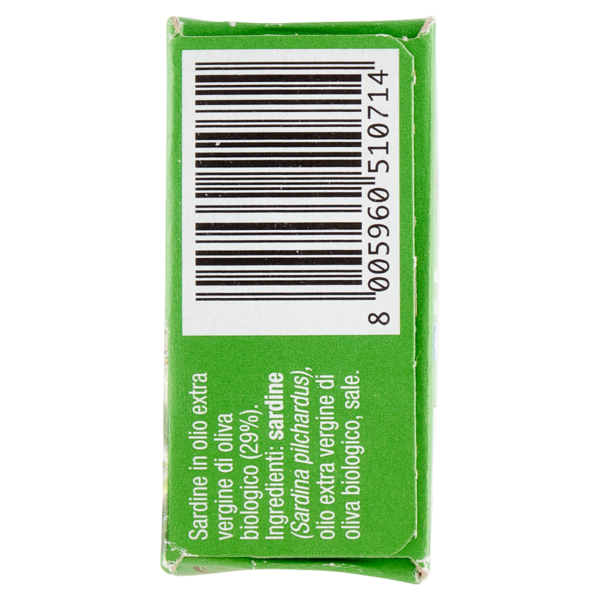 Sardine in olio extra
vergine di oliva
biologico (29%).
Ingredienti: sardine
(Sardina pilchardus),
olio extra vergine di
oliva biologico, sale.
8 005960 510714